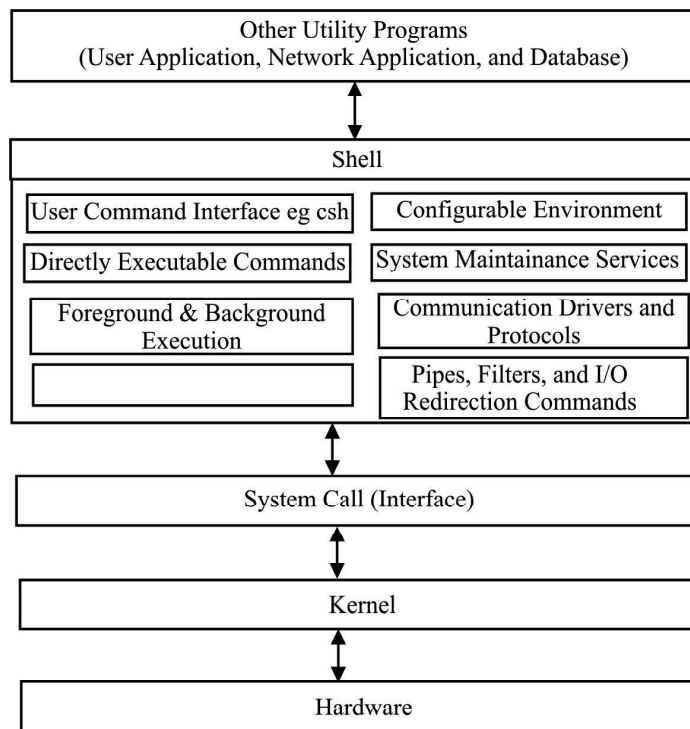 Other Utility Programs
(User Application, Network Application, and Database)
Shell
User Command Interface eg csh
Configurable Environment
Directly Executable Commands
System Maintainance Services
Foreground & Background
Execution
Communication Drivers and
Protocols
Pipes, Filters, and I/O
Redirection Commands
System Call (Interface)
Kernel
Hardware